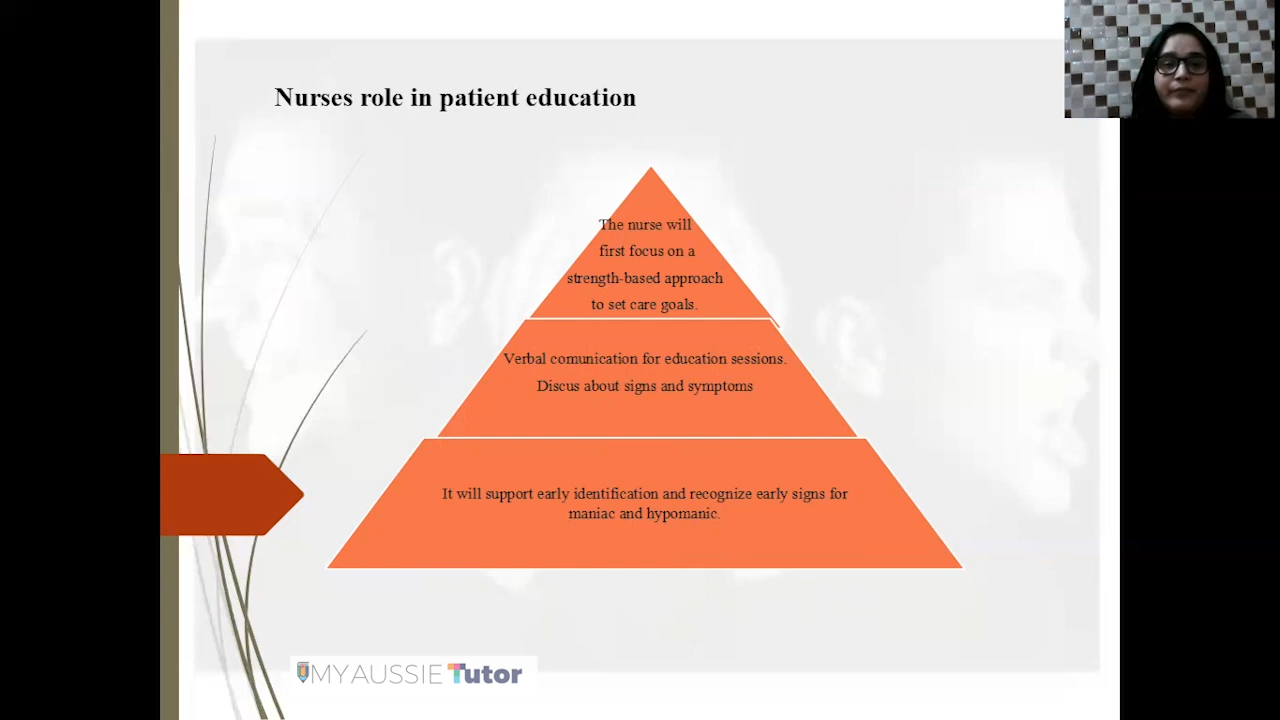 Nurses role in patient education
The nurse will
first focus on a
strength-based approach
to set care goals.
Verbal comunication for education sessions.
Discus about signs and symptoms
It will support early identification and recognize early signs for
maniac and hypomanic.
MY AUSSIE Tutor